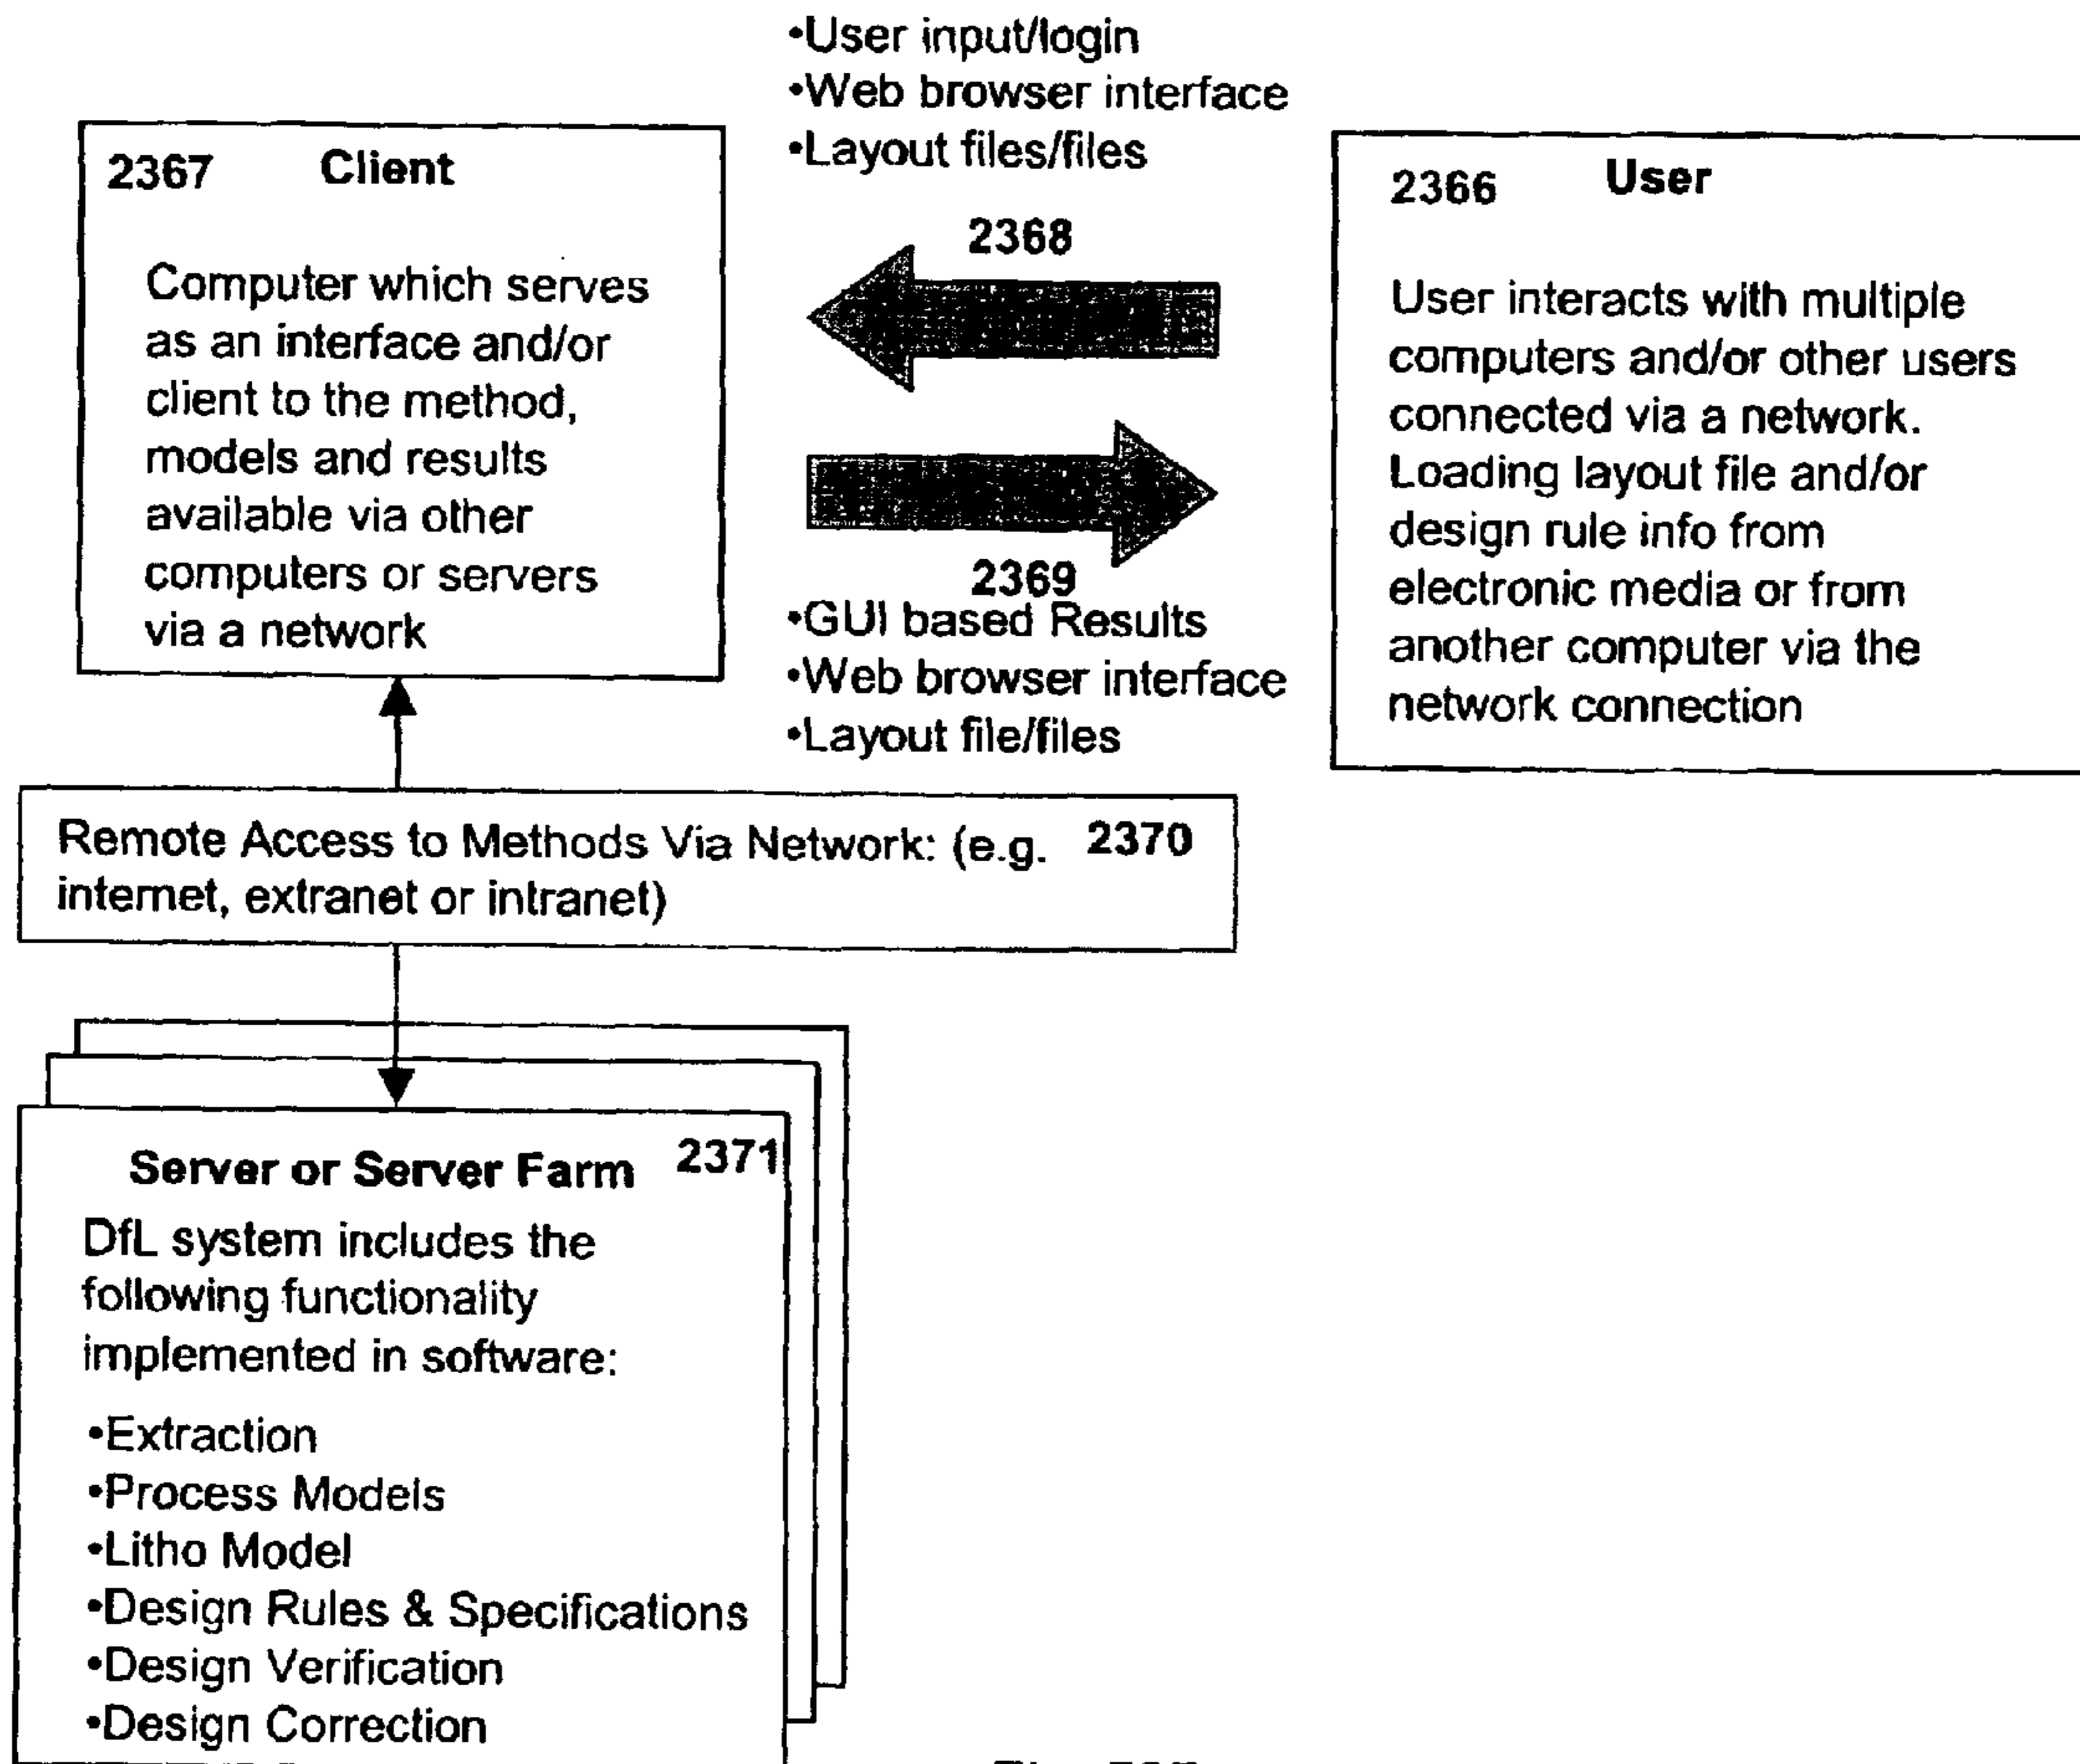 •User input/login
•Web browser interface
•Layout files/files
2367 Client
Computer which serves
as an interface and/or
client to the method,
models and results
available via other
computers or servers
via a network
2368
2369
•GUI based Results
•Web browser interface
•Layout file/files
2366 User
User interacts with multiple
computers and/or other users
connected via a network.
Loading layout file and/or
design rule info from
electronic media or from
another computer via the
network connection
Remote Access to Methods Via Network: (e.g. 2370
internet, extranet or intranet)
Server or Server Farm 2371
DfL system includes the
following functionality
implemented in software:
•Extraction
•Process Models
•Litho Model
•Design Rules & Specifications
•Design Verification
•Design Correction